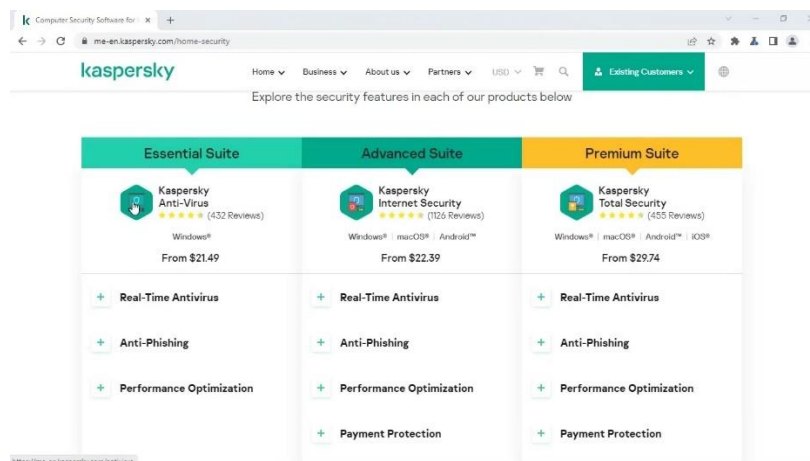 Computer Security Software for
me-en.kaspersky.com/home-security
kaspersky Home Business About us Partners USD Existing Customers
Explore the security features in each of our products below
Essential Suite Advanced Suite Premium Suite
Kaspersky Kaspersky Kaspersky
Anti-Virus Internet Security Total Security
(432 Reviews) (1126 Reviews) (455 Reviews)
Windows® Windows® | macOS® | Android™ Windows® | macOS® | Android™ | iOS®
From $21.49 From $22.39 From $29.74
+ Real-Time Antivirus + Real-Time Antivirus + Real-Time Antivirus
+ Anti-Phishing + Anti-Phishing + Anti-Phishing
+ Performance Optimization + Performance Optimization + Performance Optimization
+ Payment Protection + Payment Protection